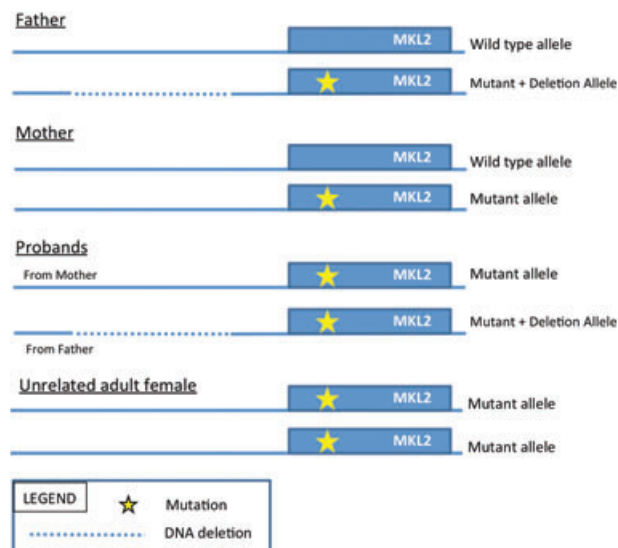 Father
MKL2 Wild type allele
MKL2 Mutant + Deletion Allele
Mother
MKL2 Wild type allele
MKL2 Mutant allele
Probands
From Mother MKL2 Mutant allele
MKL2 Mutant + Deletion Allele
From Father
Unrelated adult female
MKL2 Mutant allele
MKL2 Mutant allele
LEGEND Mutation
DNA deletion